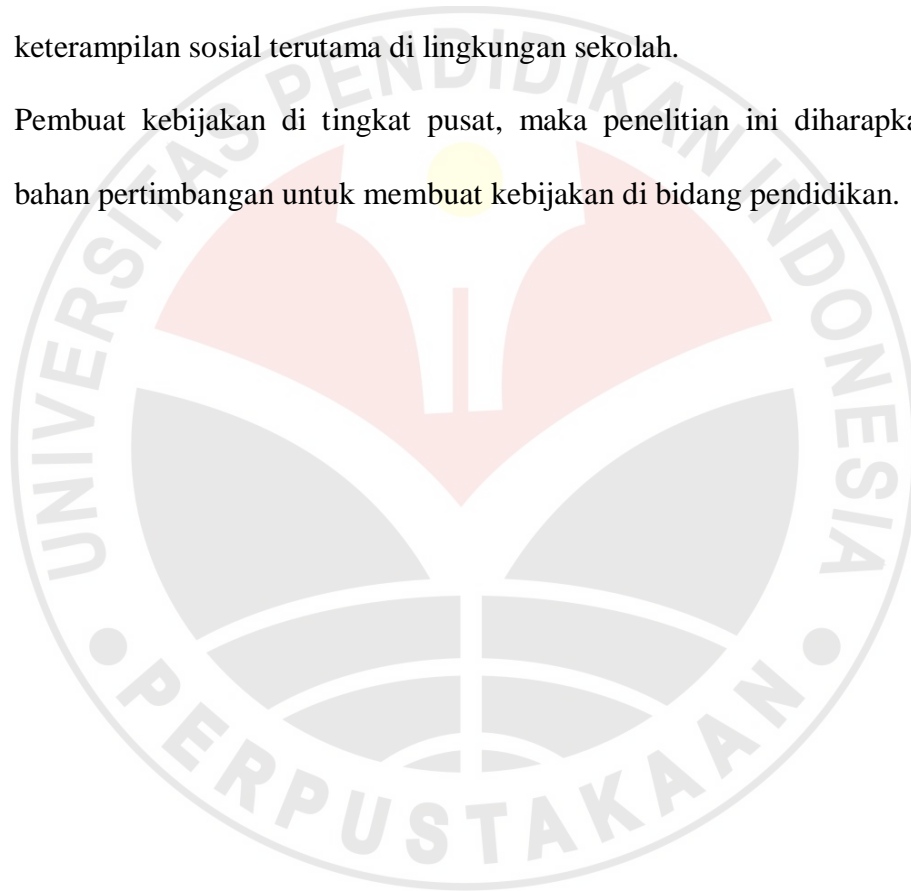 keterampilan sosial terutama di lingkungan sekolah.
Pembuat kebijakan di tingkat pusat, maka penelitian ini diharapka
bahan pertimbangan untuk membuat kebijakan di bidang pendidikan.
UNIVERSITAS PENDIDIKAN INDONESIA
PERPUSTAKAAN